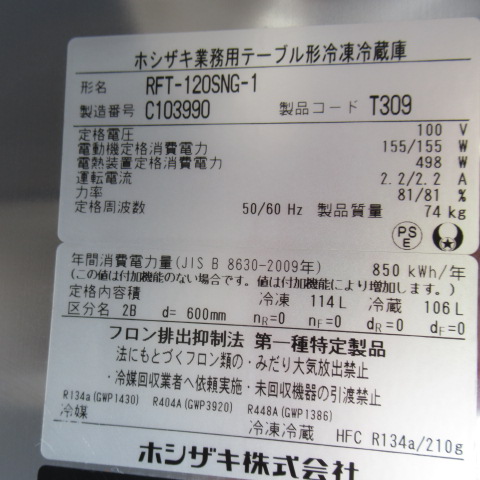 ホシザキ業務用テーブル形冷凍冷蔵庫
形名 RFT-120SNG-1
製造番号 C103990 製品コード T309
定格電圧 100 V
電動機定格消費電力 155/155 W
電熱装置定格消費電力 498 W
運転電流 2.2/2.2 A
力率 81/81 %
定格周波数 50/60 Hz 製品質量 74 kg
PS
E
年間消費電力量(JIS B 8630-2009年) 850 kWh/年
(この値は付加機能のない場合です。値は付加機能により増加します。)
定格内容積 冷凍 114 L 冷蔵 106 L
区分名 2B d= 600mm nR=0 nF=0 dR=0 dF=0
フロン排出抑制法 第一種特定製品
法にもとづくフロン類の・みだり大気放出禁止
・冷媒回収業者へ依頼実施・未回収機器の引渡禁止
R134a(GWP1430) R404A(GWP3920) R448A(GWP1386)
冷媒 冷凍冷蔵 HFC R134a/210g
ホシザキ株式会社